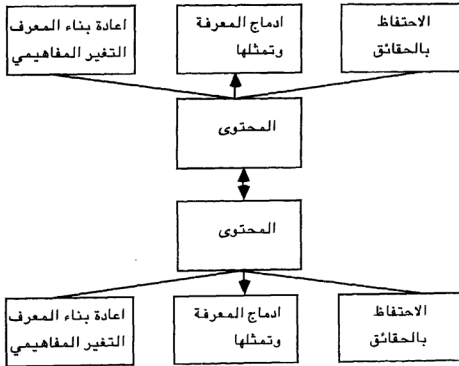 الاحتفاظ
بالحقائق
ادماج المعرفة
وتمثلها
اعادة بناء المعرف
التغير المفاهيمي
المحتوى
المحتوى
الاحتفاظ
بالحقائق
ادماج المعرفة
وتمثلها
اعادة بناء المعرف
التغير المفاهيمي